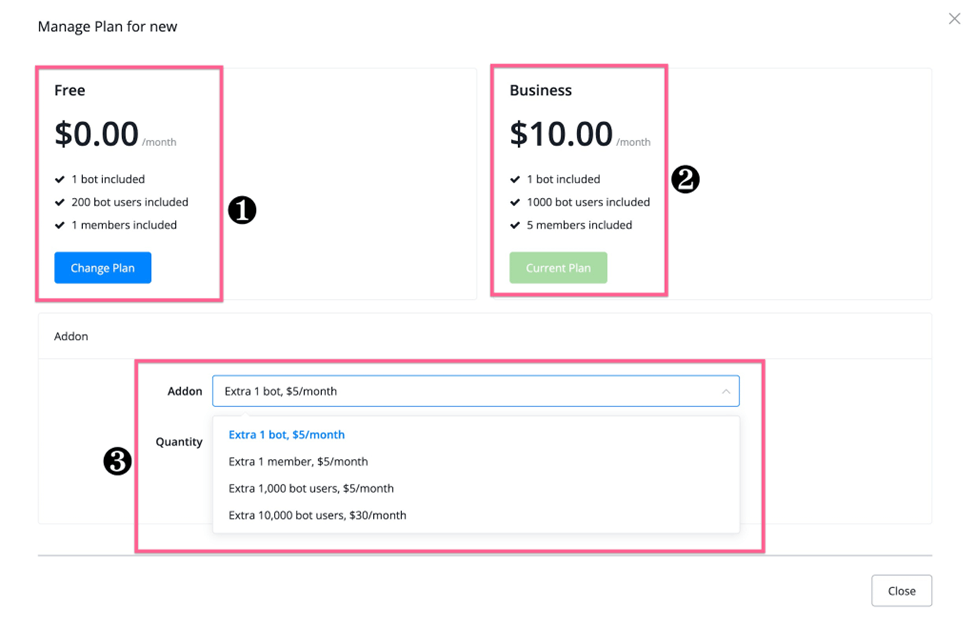 Manage Plan for new
Free
$0.00 /month
1 bot included
200 bot users included
1 members included
Change Plan
1
Business
$10.00 /month
1 bot included
1000 bot users included
5 members included
Current Plan
2
Addon
Addon Extra 1 bot, $5/month
Quantity
Extra 1 bot, $5/month
Extra 1 member, $5/month
Extra 1,000 bot users, $5/month
Extra 10,000 bot users, $30/month
3
Close